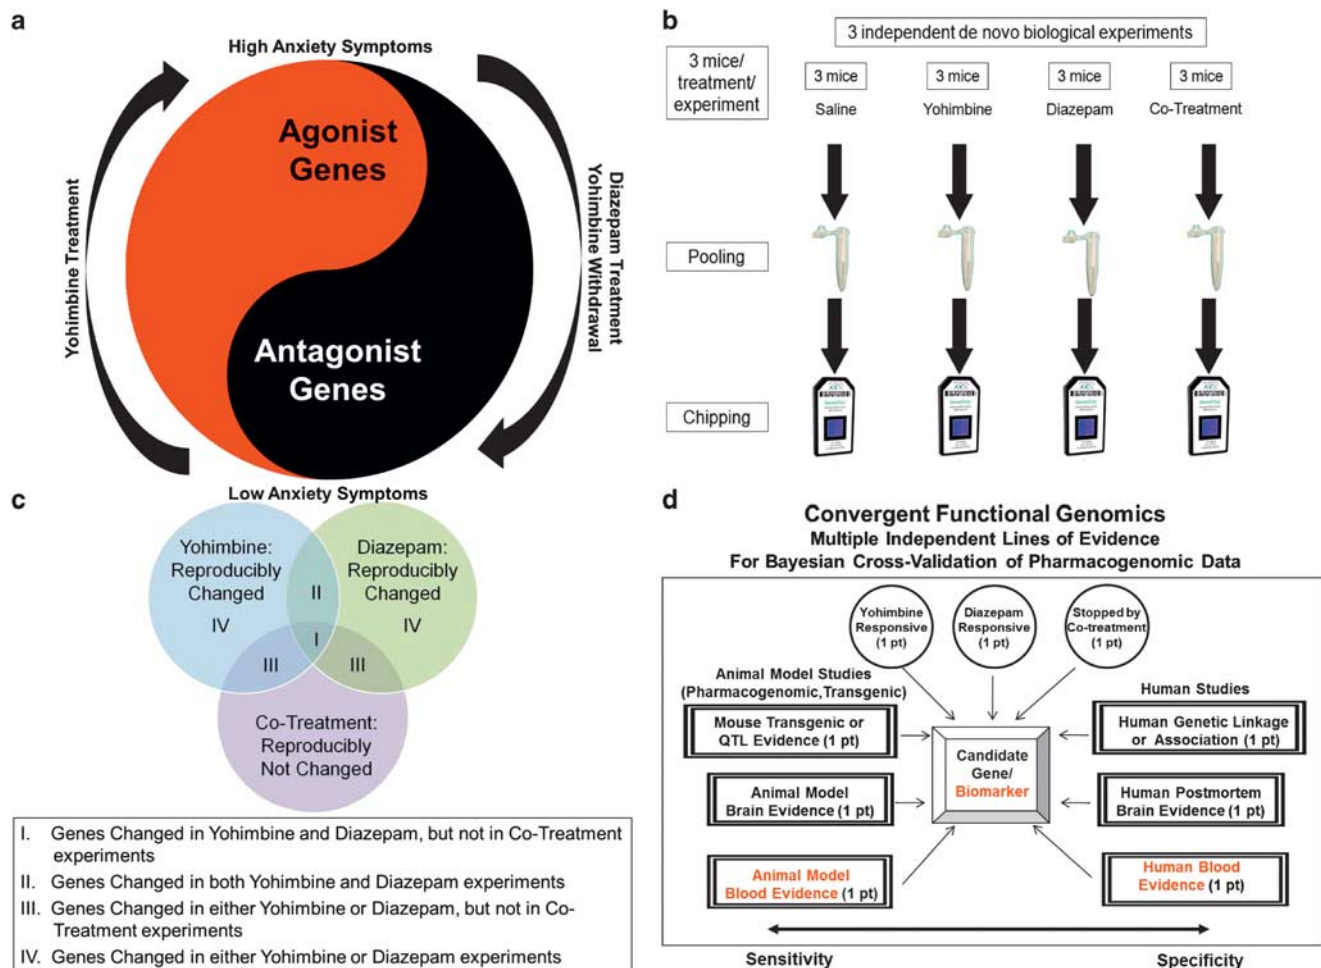 a
High Anxiety Symptoms
Agonist
Genes
Antagonist
Genes
Yohimbine Treatment
Diazepam Treatment
Yohimbine Withdrawal
Low Anxiety Symptoms
b
3 independent de novo biological experiments
3 mice/
treatment/
experiment
3 mice
3 mice
3 mice
3 mice
Saline
Yohimbine
Diazepam
Co-Treatment
Pooling
Chipping
c
Yohimbine:
Reproducibly
Changed
IV
Diazepam:
Reproducibly
Changed
IV
II
I
III
III
Co-Treatment:
Reproducibly
Not Changed
I. Genes Changed in Yohimbine and Diazepam, but not in Co-Treatment
experiments
II. Genes Changed in both Yohimbine and Diazepam experiments
III. Genes Changed in either Yohimbine or Diazepam, but not in Co-
Treatment experiments
IV. Genes Changed in either Yohimbine or Diazepam experiments
d
Convergent Functional Genomics
Multiple Independent Lines of Evidence
For Bayesian Cross-Validation of Pharmacogenomic Data
Yohimbine
Responsive
(1 pt)
Diazepam
Responsive
(1 pt)
Stopped by
Co-treatment
(1 pt)
Animal Model Studies
(Pharmacogenomic,Transgenic)
Mouse Transgenic or
QTL Evidence (1 pt)
Animal Model
Brain Evidence (1 pt)
Animal Model
Blood Evidence (1 pt)
Candidate
Gene/
Biomarker
Human Studies
Human Genetic Linkage
or Association (1 pt)
Human Postmortem
Brain Evidence (1 pt)
Human Blood
Evidence (1 pt)
Sensitivity
Specificity